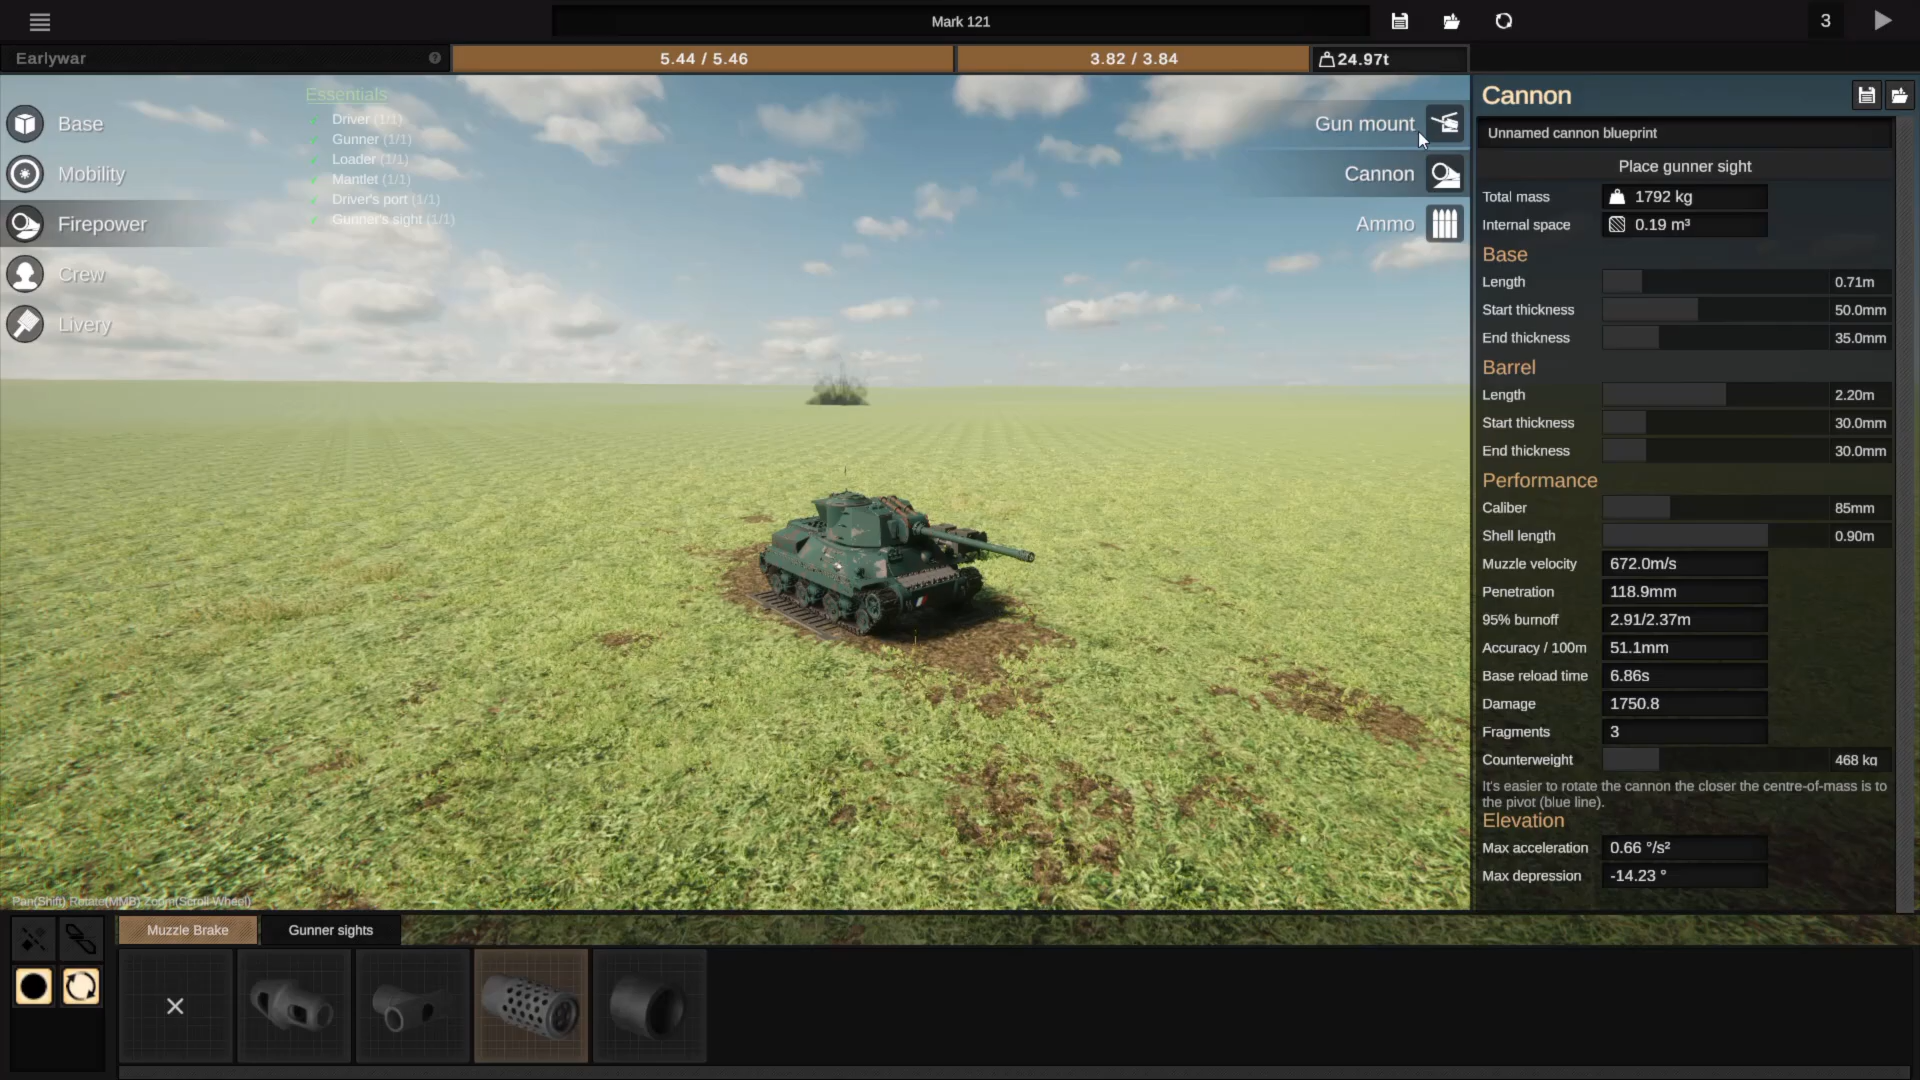 Mark 121
3
Earlywar
5.44 / 5.46
3.82 / 3.84
24.97t
Essentials
Driver (1/1)
Gunner (1/1)
Loader (1/1)
Mantlet (1/1)
Driver's port (1/1)
Gunner's sight (1/1)
Base
Mobility
Firepower
Crew
Livery
Gun mount
Cannon
Ammo
Cannon
Unnamed cannon blueprint
Place gunner sight
Total mass 1792 kg
Internal space 0.19 m³
Base
Length 0.71m
Start thickness 50.0mm
End thickness 35.0mm
Barrel
Length 2.20m
Start thickness 30.0mm
End thickness 30.0mm
Performance
Caliber 85mm
Shell length 0.90m
Muzzle velocity 672.0m/s
Penetration 118.9mm
95% burnoff 2.91/2.37m
Accuracy / 100m 51.1mm
Base reload time 6.86s
Damage 1750.8
Fragments 3
Counterweight 468 kg
It's easier to rotate the cannon the closer the centre-of-mass is to
the pivot (blue line).
Elevation
Max acceleration 0.66 °/s²
Max depression -14.23 °
Pan(Shift) Rotate(MMB) Zoom(Scroll Wheel)
Muzzle Brake
Gunner sights